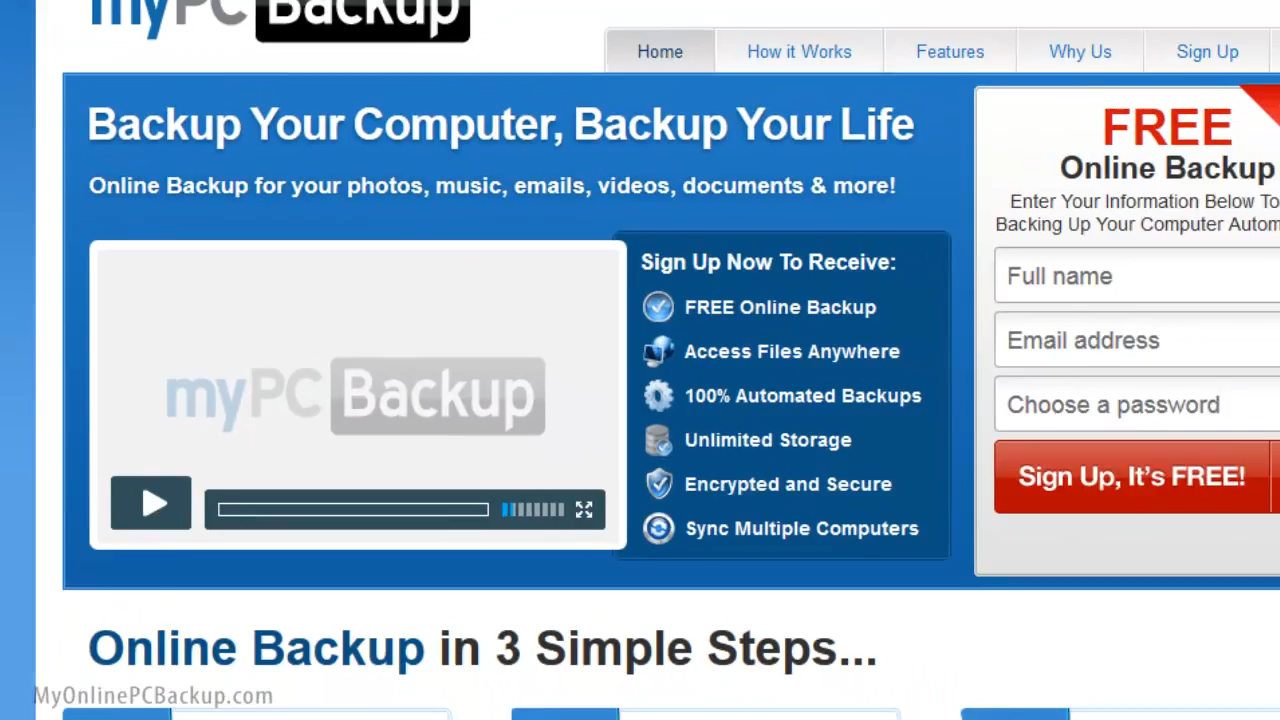 myPC Backup
Home
How it Works
Features
Why Us
Sign Up
Backup Your Computer, Backup Your Life
Online Backup for your photos, music, emails, videos, documents & more!
myPC Backup
Sign Up Now To Receive:
FREE Online Backup
Access Files Anywhere
100% Automated Backups
Unlimited Storage
Encrypted and Secure
Sync Multiple Computers
FREE
Online Backup
Enter Your Information Below To
Backing Up Your Computer
Full name
Email address
Choose a password
Sign Up, It's FREE!
Online Backup in 3 Simple Steps...
MyOnlinePCBackup.com